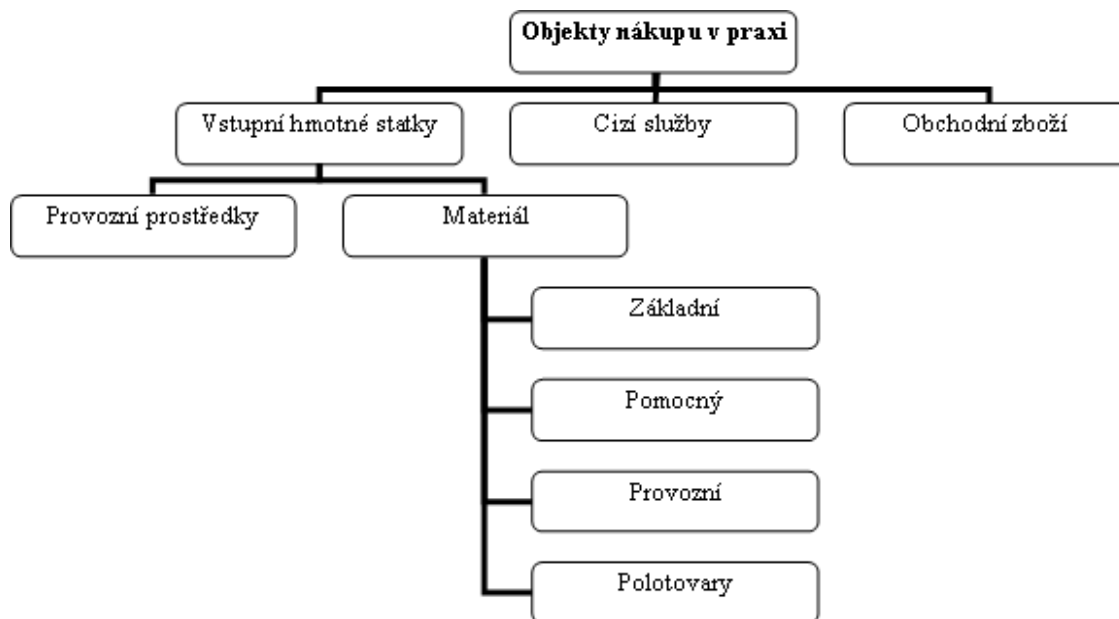 Objekty nákupu v praxi
Vstupní hmotné statky
Cizí služby
Obchodní zboží
Provozní prostředky
Materiál
Základní
Pomocný
Provozní
Polotovary